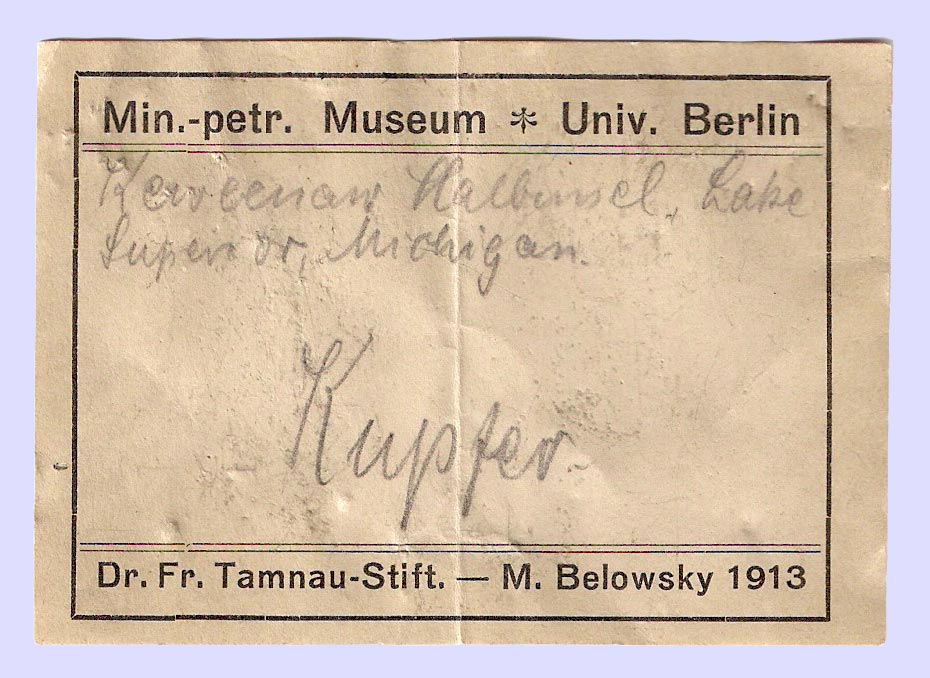 Min.-petr. Museum * Univ. Berlin
Keweenaw Halbinsel, Lake
Superior, Michigan.
Kupfer.
Dr. Fr. Tamnau-Stift. — M. Belowsky 1913